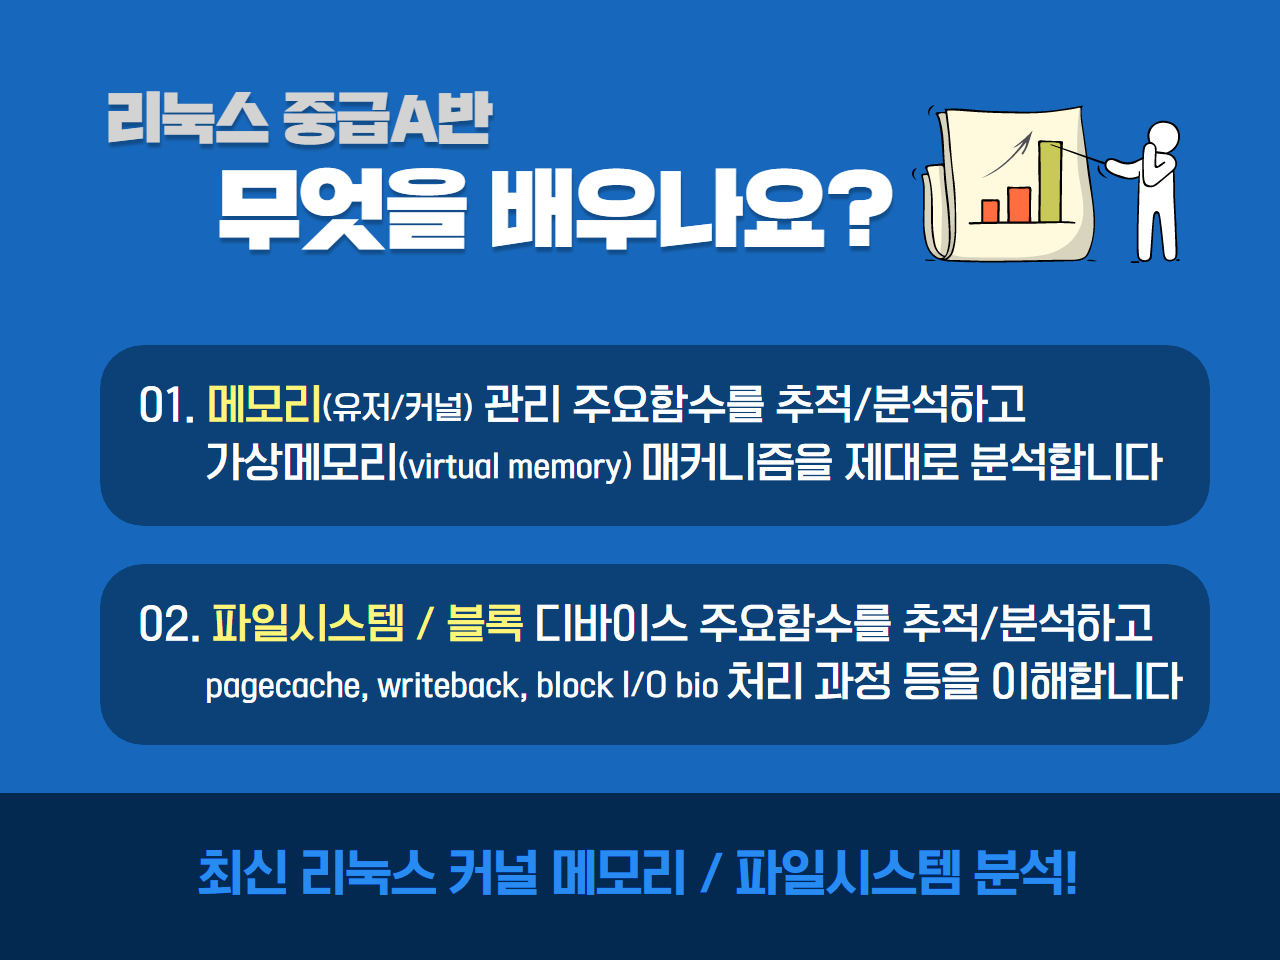 리눅스 중급A반
무엇을 배우나요?
01. 메모리(유저/커널) 관리 주요함수를 추적/분석하고
가상메모리(virtual memory) 매커니즘을 제대로 분석합니다
02. 파일시스템 / 블록 디바이스 주요함수를 추적/분석하고
pagecache, writeback, block I/O bio 처리 과정 등을 이해합니다
최신 리눅스 커널 메모리 / 파일시스템 분석!